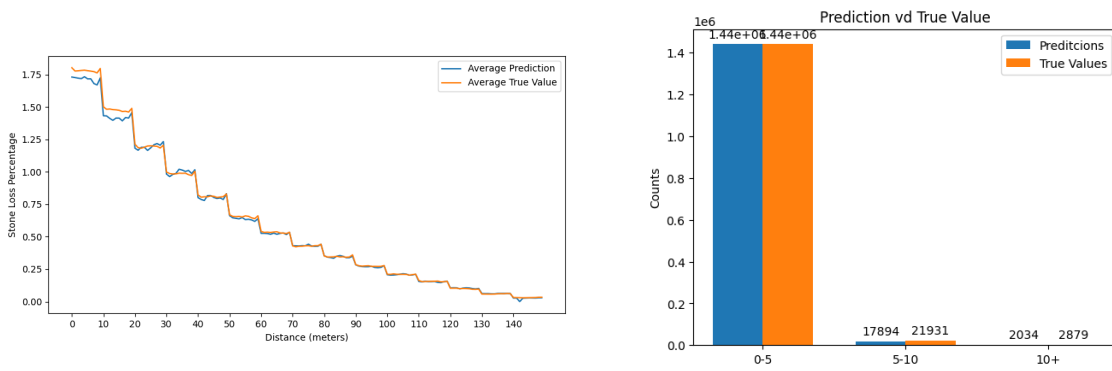 Average Prediction
Average True Value
Stone Loss Percentage
1.75
1.50
1.25
1.00
0.75
0.50
0.25
0.00
0 10 20 30 40 50 60 70 80 90 100 110 120 130 140
Distance (meters)
Prediction vd True Value
1e6
1.44e+06 1.44e+06
Preditcions
True Values
Counts
1.4
1.2
1.0
0.8
0.6
0.4
0.2
0.0
17894 21931
2034 2879
0-5 5-10 10+